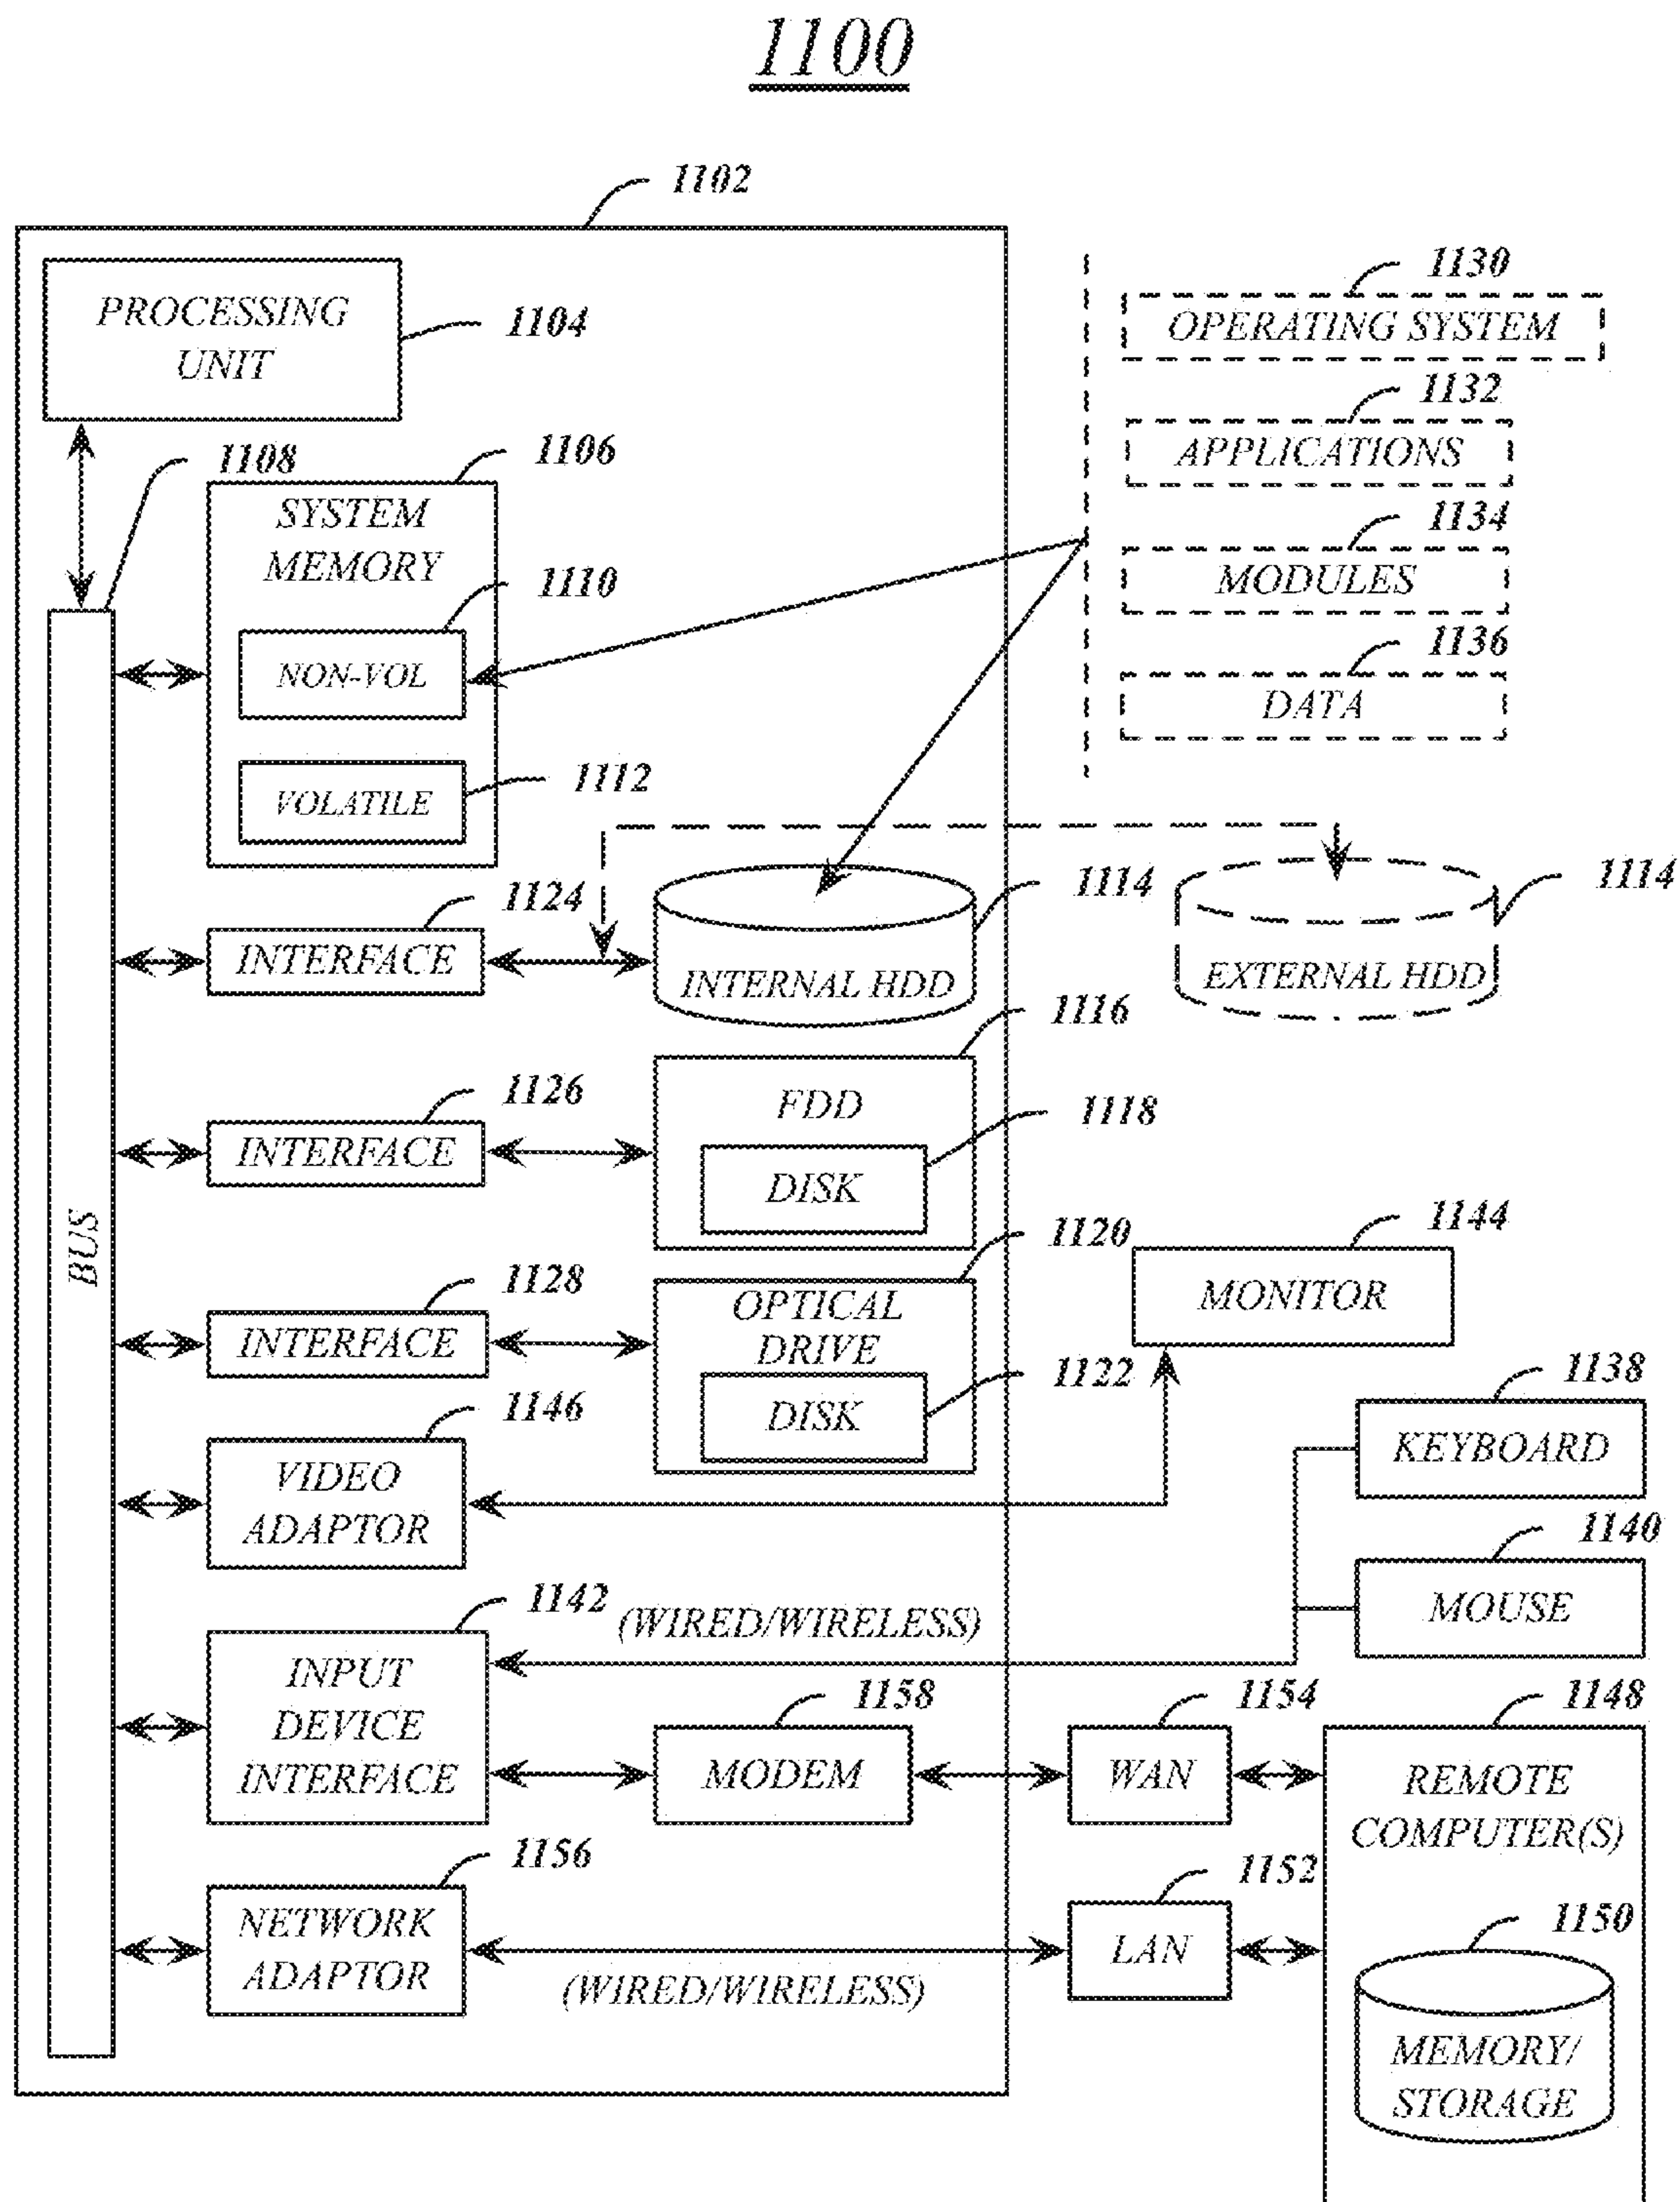 1100
1102
PROCESSING
UNIT
1104
1130
OPERATING SYSTEM
1132
APPLICATIONS
1134
MODULES
1136
DATA
1108
1106
SYSTEM
MEMORY
1110
NON-VOL
1112
VOLATILE
1124
INTERFACE
1114
INTERNAL HDD
1114
EXTERNAL HDD
1126
INTERFACE
1116
FDD
1118
DISK
BUS
1128
INTERFACE
1120
OPTICAL
DRIVE
1122
DISK
1144
MONITOR
1146
VIDEO
ADAPTOR
1138
KEYBOARD
1140
MOUSE
1142
(WIRED/WIRELESS)
INPUT
DEVICE
INTERFACE
1158
MODEM
1154
WAN
1148
REMOTE
COMPUTER(S)
1156
NETWORK
ADAPTOR
(WIRED/WIRELESS)
1152
LAN
1150
MEMORY/
STORAGE